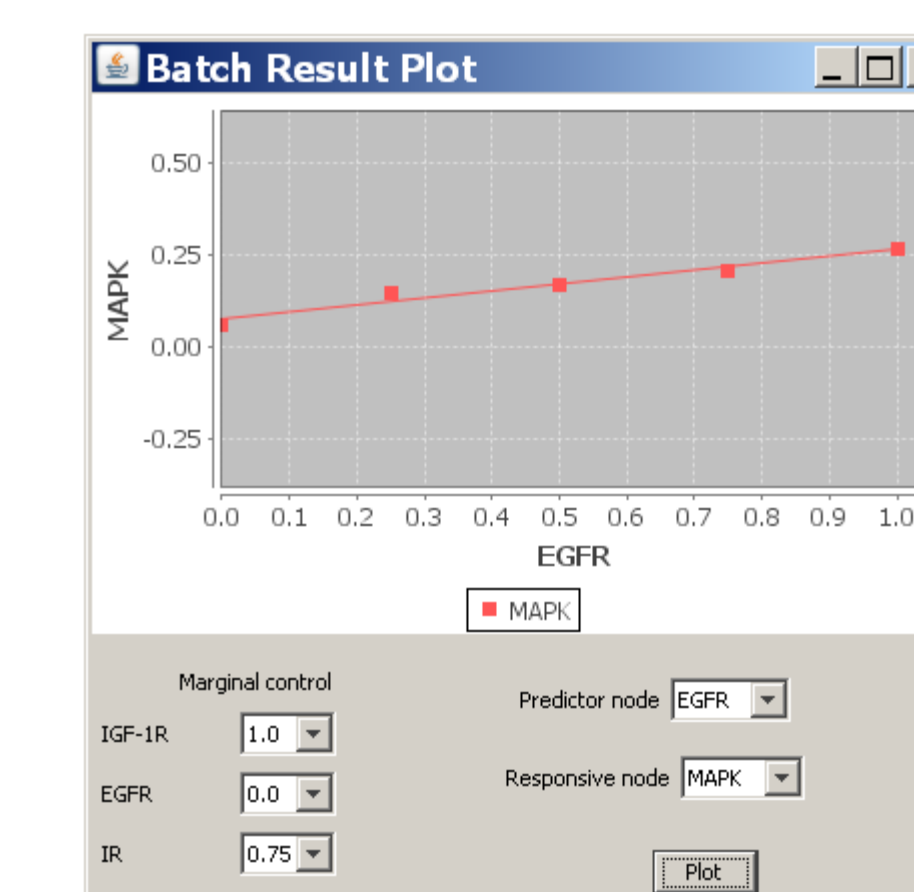 Batch Result Plot
0.50
0.25
0.00
-0.25
MAPK
0.0 0.1 0.2 0.3 0.4 0.5 0.6 0.7 0.8 0.9 1.0
EGFR
MAPK
Marginal control
IGF-1R 1.0
EGFR 0.0
IR 0.75
Predictor node EGFR
Responsive node MAPK
Plot